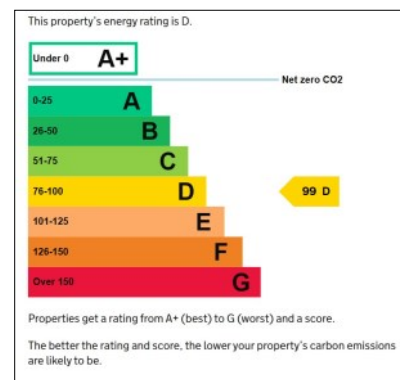 This property's energy rating is D.
Under 0 A+
Net zero CO2
0-25 A
26-50 B
51-75 C
76-100 D
99 D
101-125 E
126-150 F
Over 150 G
Properties get a rating from A+ (best) to G (worst) and a score.
The better the rating and score, the lower your property's carbon emissions
are likely to be.